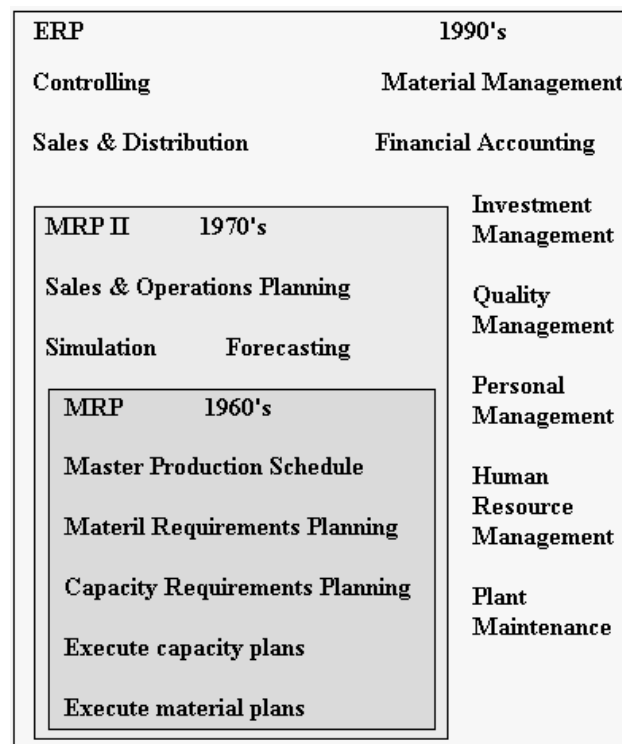 ERP 1990's
Controlling Material Management
Sales & Distribution Financial Accounting
Investment
Management
MRP II 1970's
Sales & Operations Planning
Quality
Management
Simulation Forecasting
Personal
Management
MRP 1960's
Master Production Schedule
Human
Resource
Management
Materil Requirements Planning
Capacity Requirements Planning
Plant
Maintenance
Execute capacity plans
Execute material plans